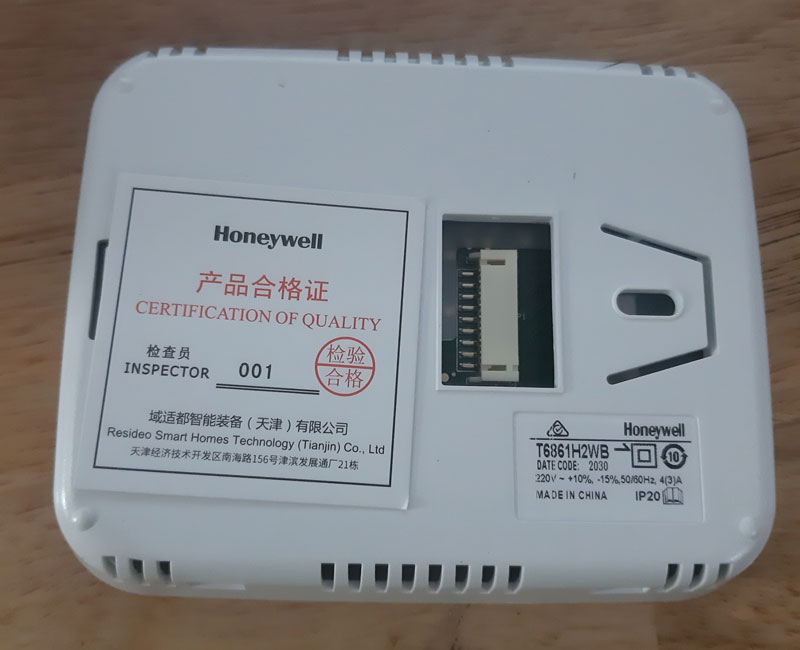 Honeywell
产品合格证
CERTIFICATION OF QUALITY
检查员
INSPECTOR 001
检验
合格
域适都智能装备（天津）有限公司
Resideo Smart Homes Technology (Tianjin) Co., Ltd
天津经济技术开发区南海路156号津滨发展通厂21栋
Honeywell
T6861H2WB
10
DATE CODE: 2030
220V ~ +10%, -15%,50/60Hz, 4(3)A
MADE IN CHINA IP20